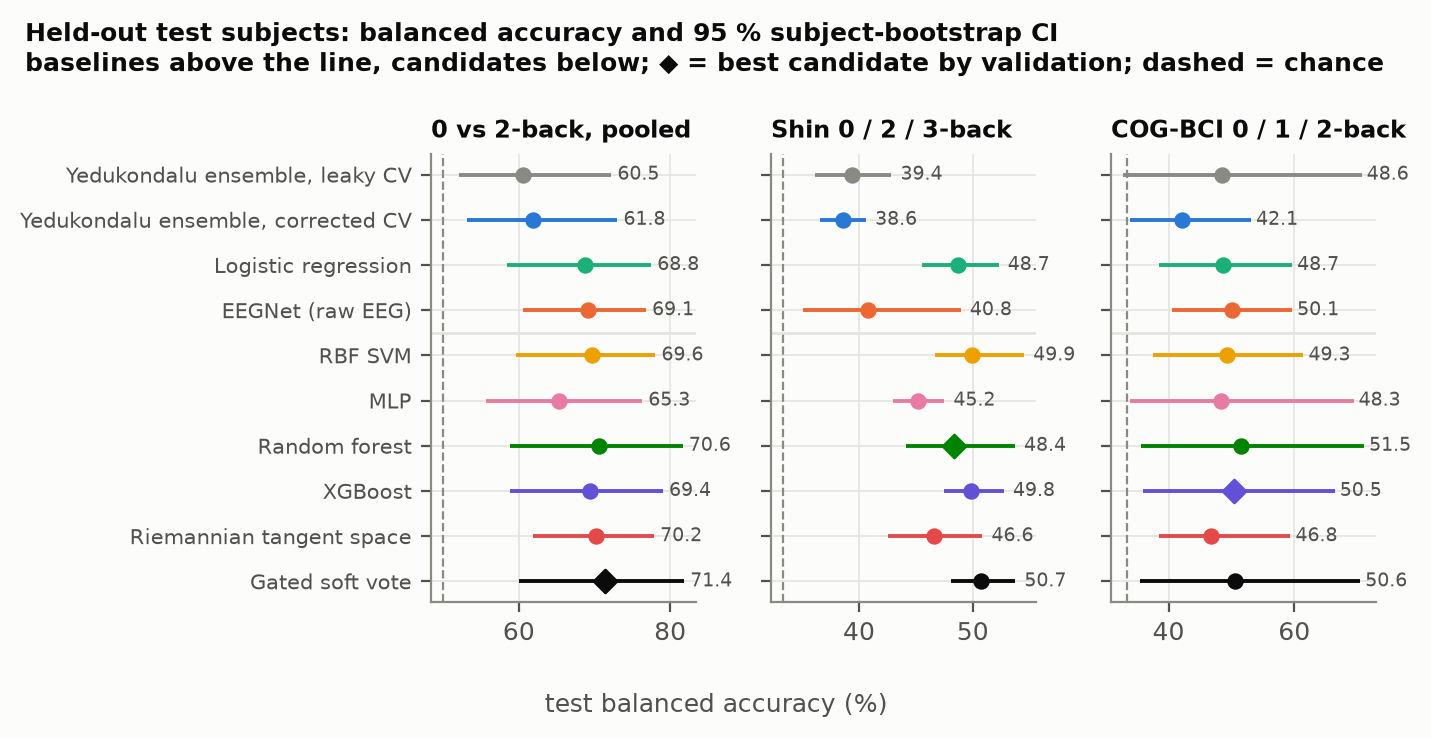 Held-out test subjects: balanced accuracy and 95 % subject-bootstrap CI
baselines above the line, candidates below; ◆ = best candidate by validation; dashed = chance
0 vs 2-back, pooled
Shin 0 / 2 / 3-back
COG-BCI 0 / 1 / 2-back
Yedukondalu ensemble, leaky CV 60.5 39.4 48.6
Yedukondalu ensemble, corrected CV 61.8 38.6 42.1
Logistic regression 68.8 48.7 48.7
EEGNet (raw EEG) 69.1 40.8 50.1
RBF SVM 69.6 49.9 49.3
MLP 65.3 45.2 48.3
Random forest 70.6 48.4 51.5
XGBoost 69.4 49.8 50.5
Riemannian tangent space 70.2 46.6 46.8
Gated soft vote 71.4 50.7 50.6
60 80 40 50 40 60
test balanced accuracy (%)